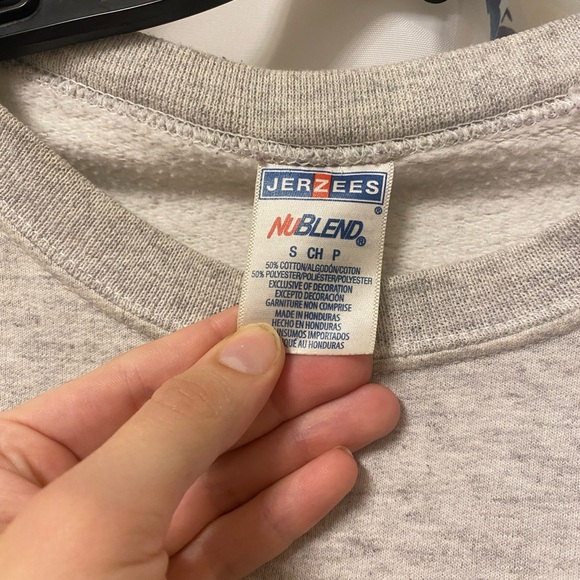 JERZEES
®
NUBLEND®
S CH P
50% COTTON/ALGODÓN/COTON
50% POLYESTER/POLIÉSTER/POLYESTER
EXCLUSIVE OF DECORATION
EXCEPTO DECORACIÓN
GARNITURE NON COMPRISE
MADE IN HONDURAS
HECHO EN HONDURAS
INSUMOS IMPORTADOS
AU HONDURAS